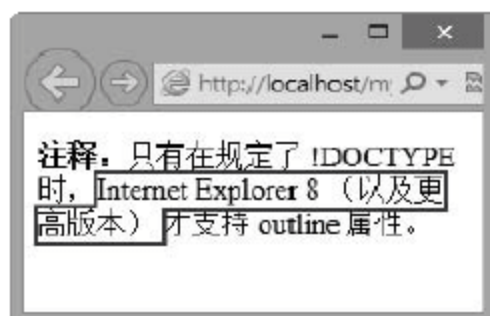 http://localhost/m
注释：只有在规定了 !DOCTYPE
时，Internet Explorer 8 （以及更
高版本） 才支持 outline 属性。